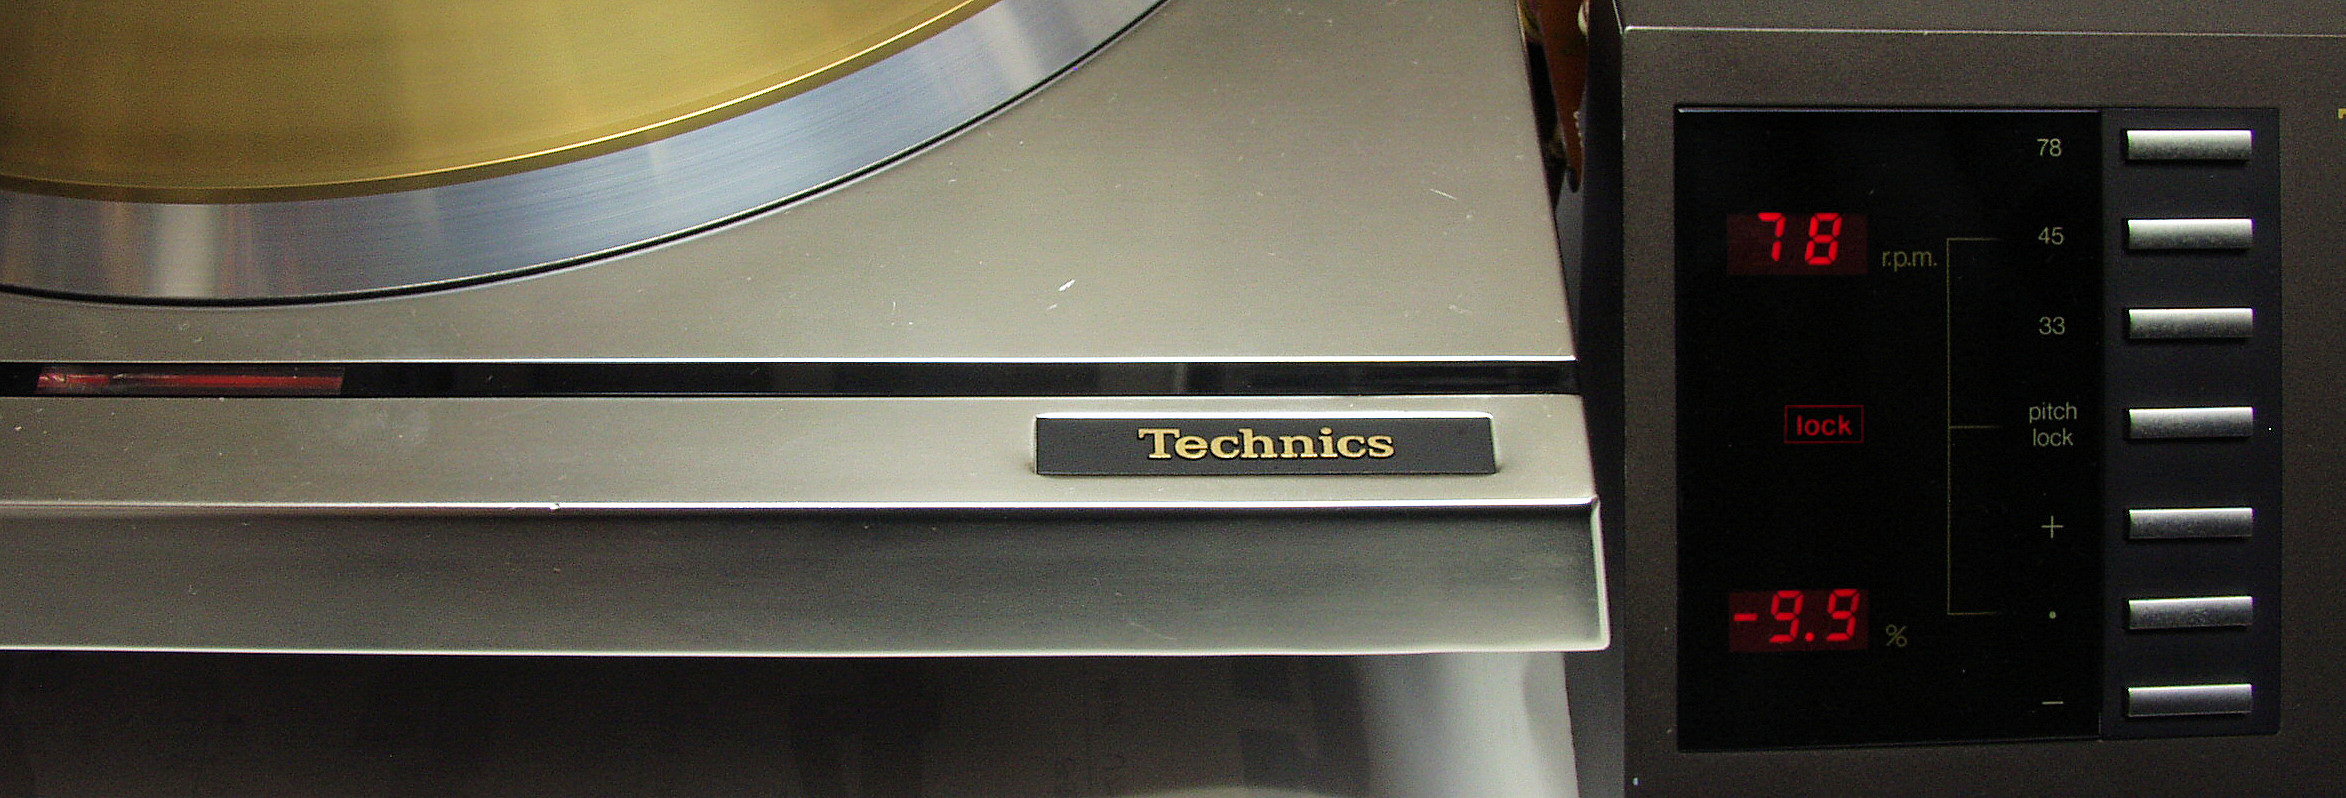 Technics
78
78
r.p.m.
45
33
lock
pitch
lock
+
-9.9
%
•
−